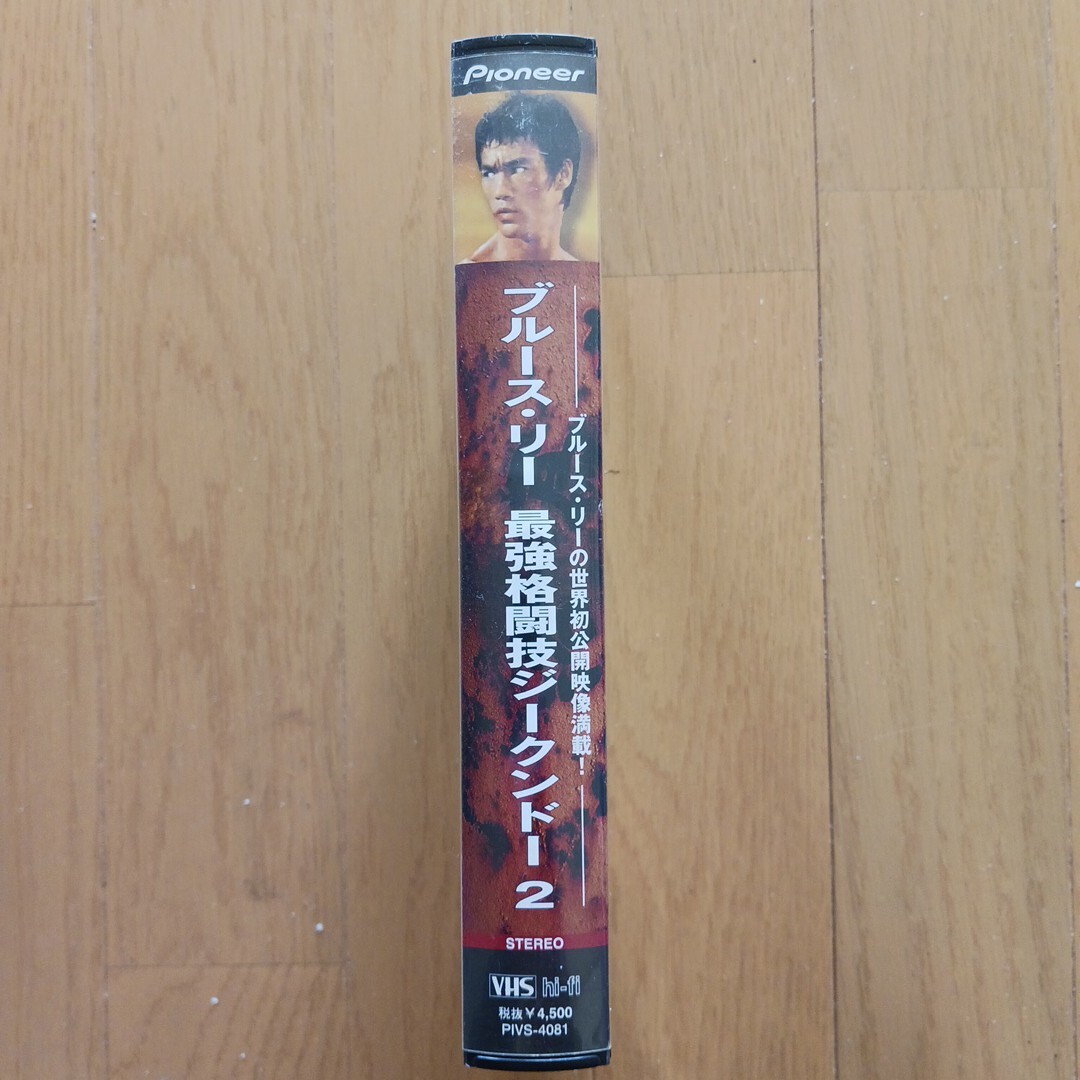 Pioneer
ブルース・リーの世界初公開映像満載!
ブルース・リー 最強格闘技ジークンドー 2
STEREO
VHS hi-fi
税抜¥4,500
PIVS-4081